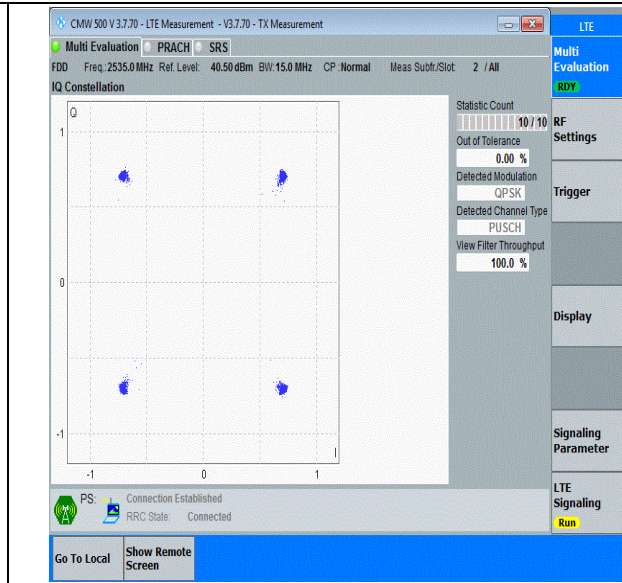 CMW 500 V 3.7.70 - LTE Measurement - V3.7.70 - TX Measurement
LTE
Multi Evaluation PRACH SRS
Multi
Evaluation
RDY
FDD Freq.:2535.0 MHz Ref. Level: 40.50 dBm BW:15.0 MHz CP :Normal Meas Subfr./Slot: 2 / All
IQ Constellation
Q
1
0
-1
-1 0 1
I
Statistic Count
10 / 10
Out of Tolerance
0.00 %
Detected Modulation
QPSK
Detected Channel Type
PUSCH
View Filter Throughput
100.0 %
RF
Settings
Trigger
Display
Signaling
Parameter
LTE
Signaling
Run
PS: Connection Established
RRC State: Connected
Go To Local
Show Remote
Screen